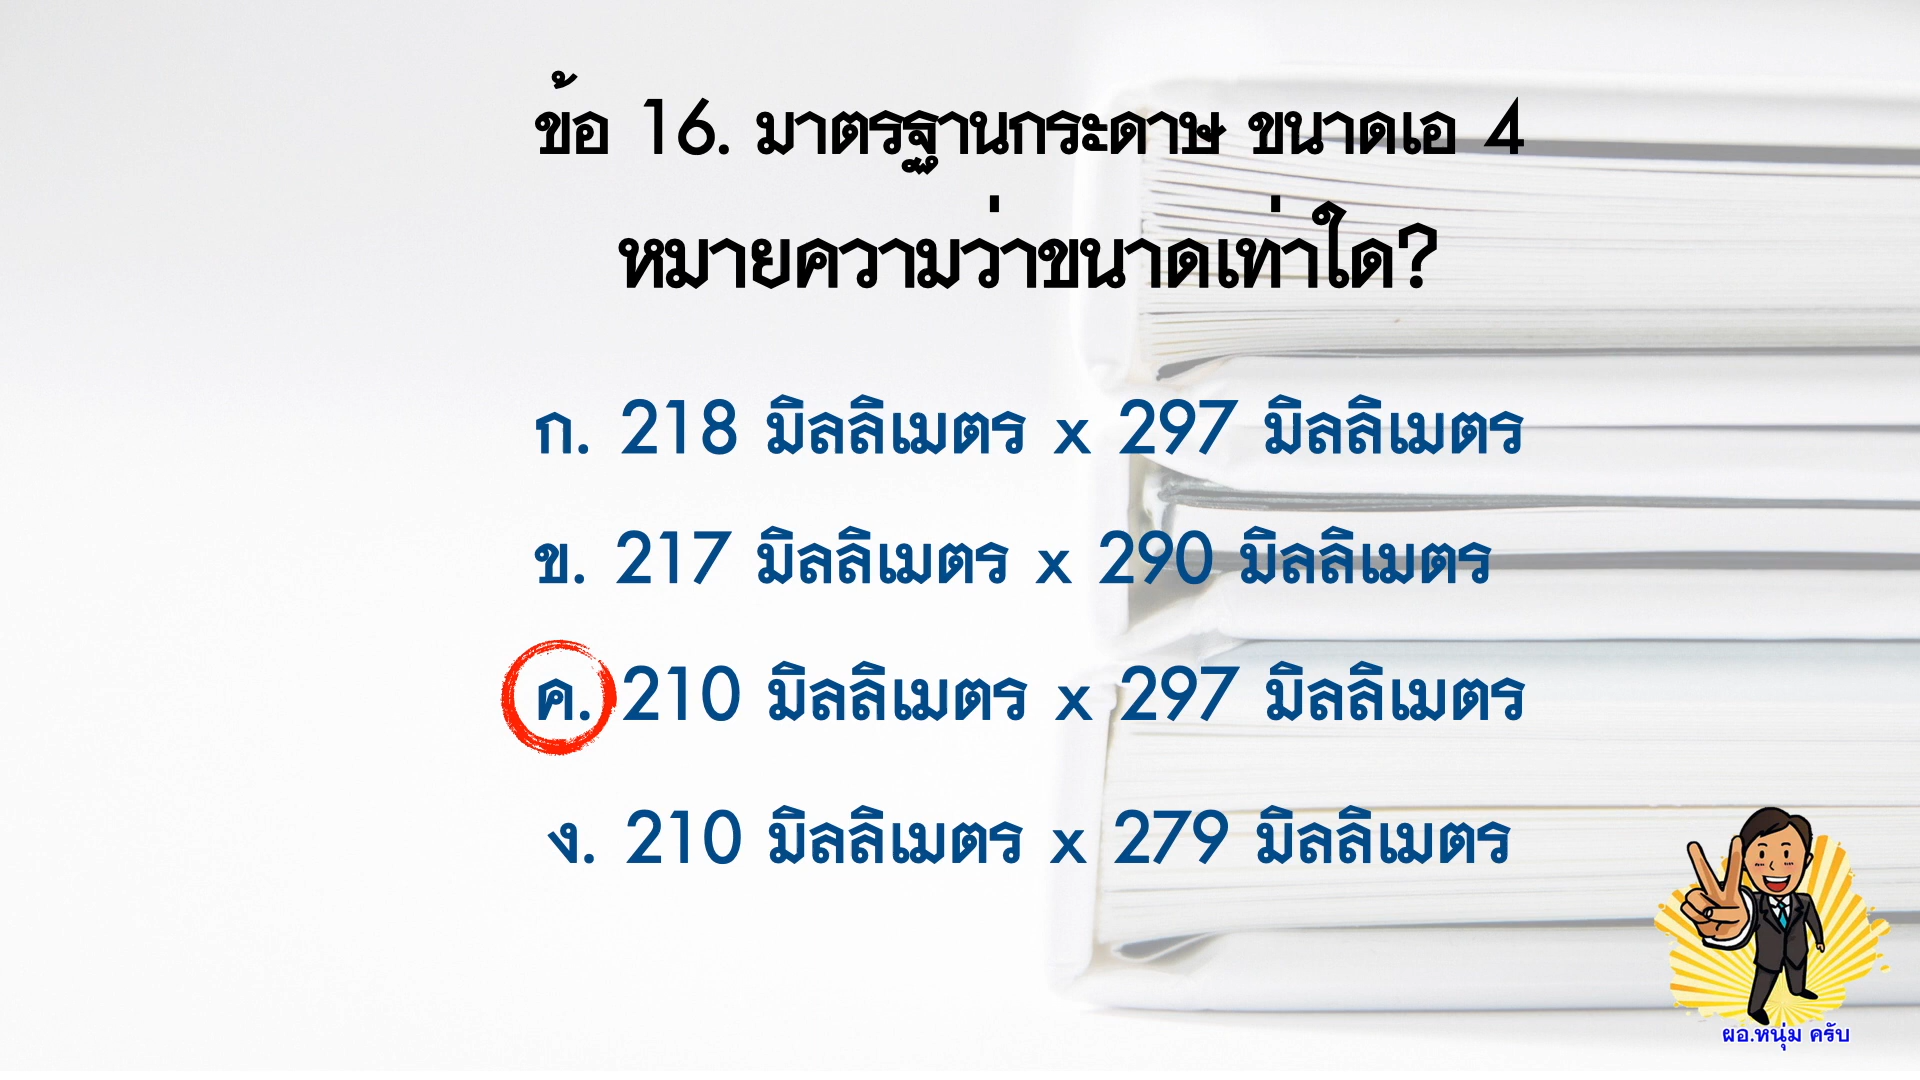 ข้อ 16. มาตรฐานกระดาษ ขนาดเอ 4
หมายความว่าขนาดเท่าใด?
ก. 218 มิลลิเมตร x 297 มิลลิเมตร
ข. 217 มิลลิเมตร x 290 มิลลิเมตร
ค. 210 มิลลิเมตร x 297 มิลลิเมตร
ง. 210 มิลลิเมตร x 279 มิลลิเมตร
ผอ.หนุ่ม ครับ